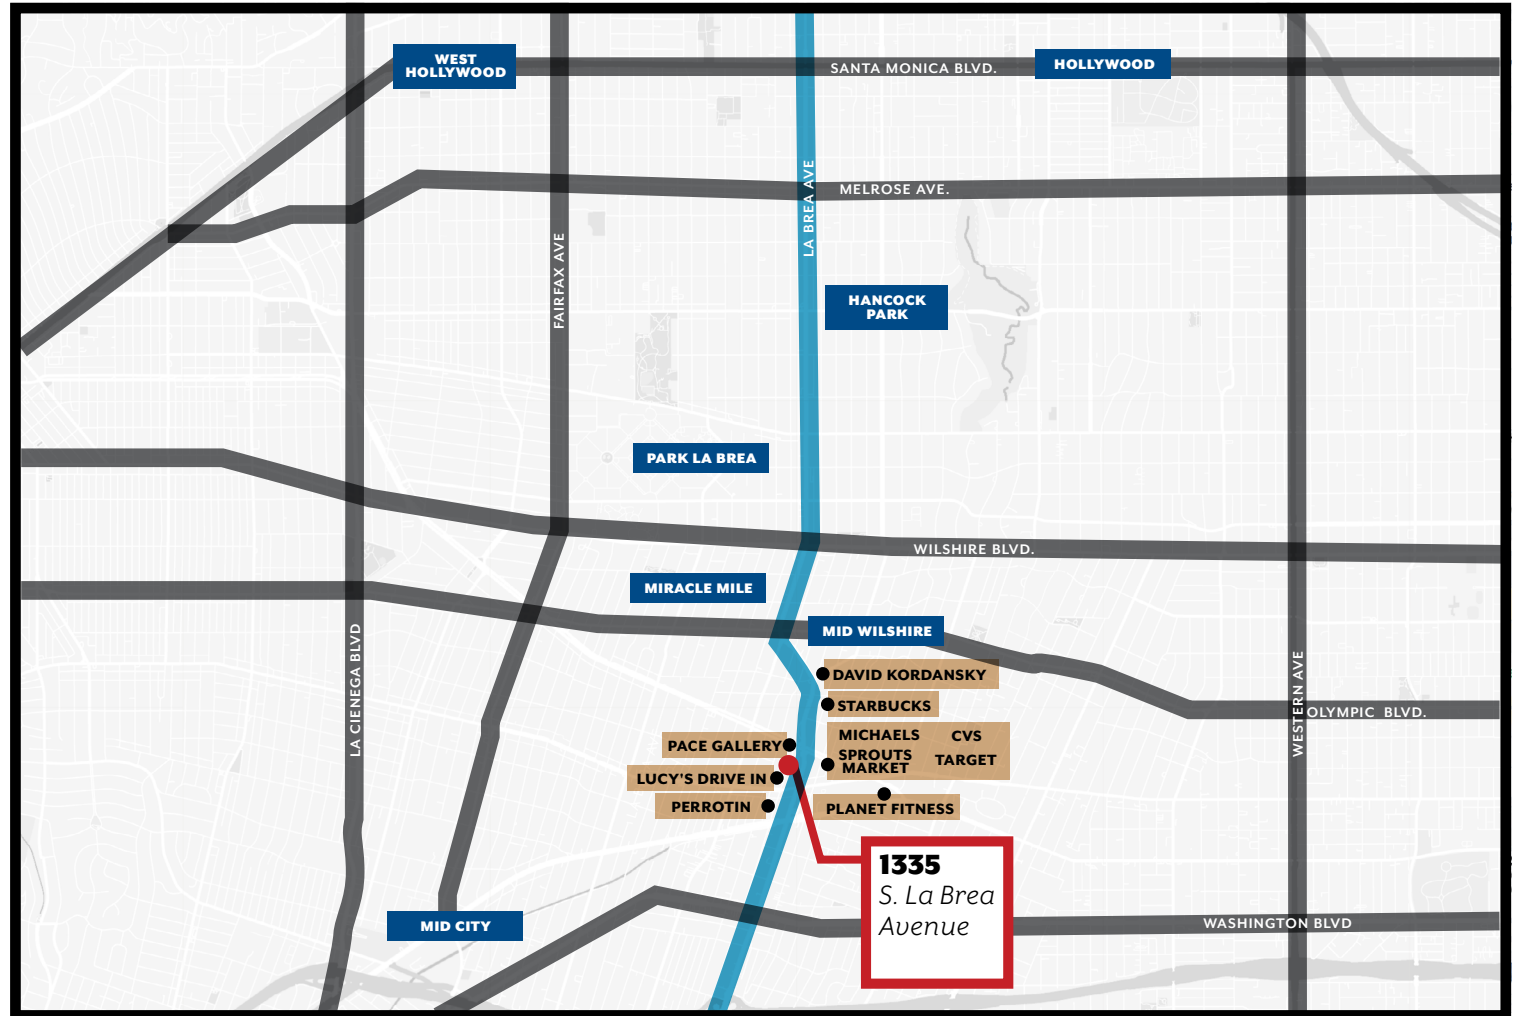 WEST
HOLLYWOOD
SANTA MONICA BLVD.
HOLLYWOOD
LA BREA AVE
MELROSE AVE.
FAIRFAX AVE
HANCOCK
PARK
PARK LA BREA
WILSHIRE BLVD.
MIRACLE MILE
MID WILSHIRE
LA CIENEGA BLVD
WESTERN AVE
DAVID KORDANSKY
STARBUCKS
OLYMPIC BLVD.
MICHAELS CVS
SPROUTS
MARKET TARGET
PACE GALLERY
LUCY'S DRIVE IN
PERROTIN
PLANET FITNESS
1335
S. La Brea
Avenue
MID CITY
WASHINGTON BLVD